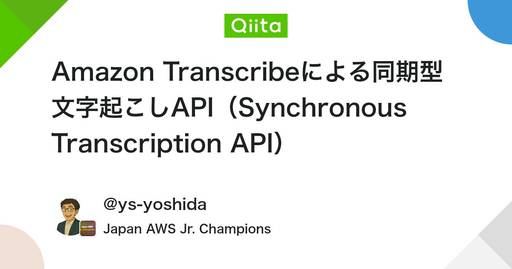 Qiita
Amazon Transcribeによる同期型
文字起こしAPI（Synchronous
Transcription API）
@ys-yoshida
Japan AWS Jr. Champions